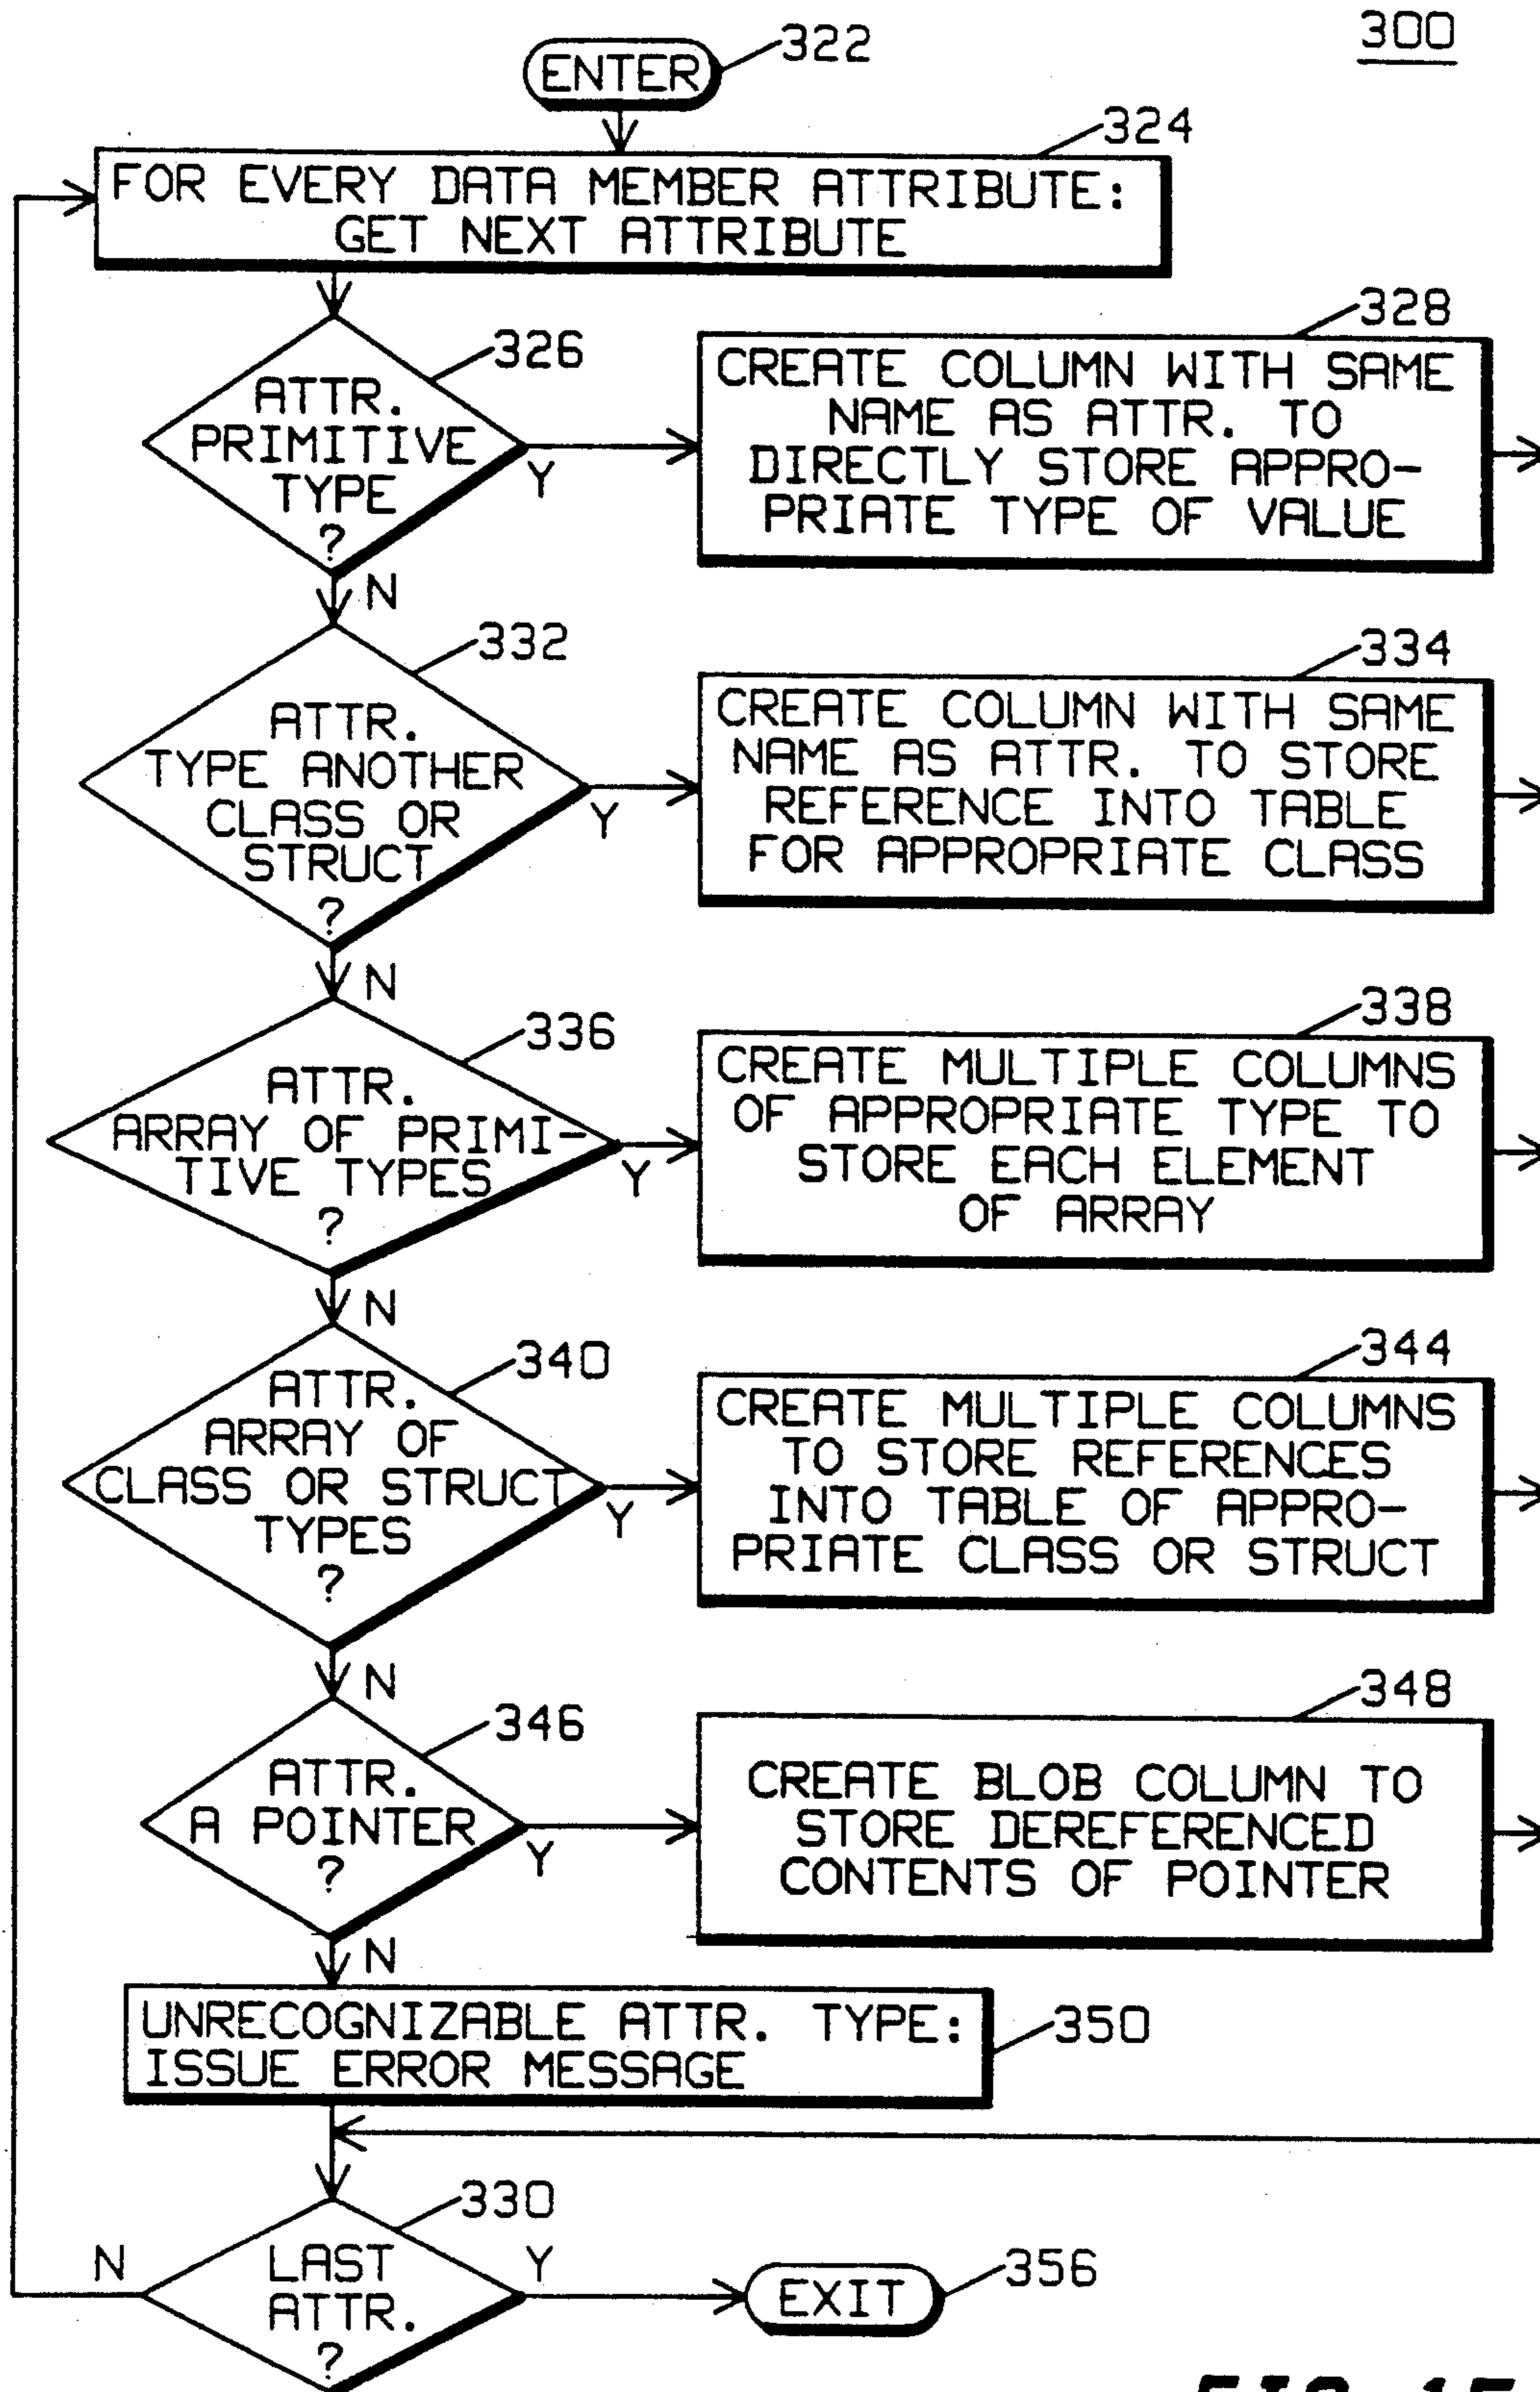 300
ENTER
322
324
FOR EVERY DATA MEMBER ATTRIBUTE:
GET NEXT ATTRIBUTE
326
ATTR.
PRIMITIVE
TYPE
?
Y
N
328
CREATE COLUMN WITH SAME
NAME AS ATTR. TO
DIRECTLY STORE APPRO-
PRIATE TYPE OF VALUE
332
ATTR.
TYPE ANOTHER
CLASS OR
STRUCT
?
Y
N
334
CREATE COLUMN WITH SAME
NAME AS ATTR. TO STORE
REFERENCE INTO TABLE
FOR APPROPRIATE CLASS
336
ATTR.
ARRAY OF PRIMI-
TIVE TYPES
?
Y
N
338
CREATE MULTIPLE COLUMNS
OF APPROPRIATE TYPE TO
STORE EACH ELEMENT
OF ARRAY
340
ATTR.
ARRAY OF
CLASS OR STRUCT
TYPES
?
Y
N
344
CREATE MULTIPLE COLUMNS
TO STORE REFERENCES
INTO TABLE OF APPRO-
PRIATE CLASS OR STRUCT
346
ATTR.
A POINTER
?
Y
N
348
CREATE BLOB COLUMN TO
STORE DEREFERENCED
CONTENTS OF POINTER
UNRECOGNIZABLE ATTR. TYPE:
ISSUE ERROR MESSAGE
350
330
LAST
ATTR.
?
N
Y
EXIT
356